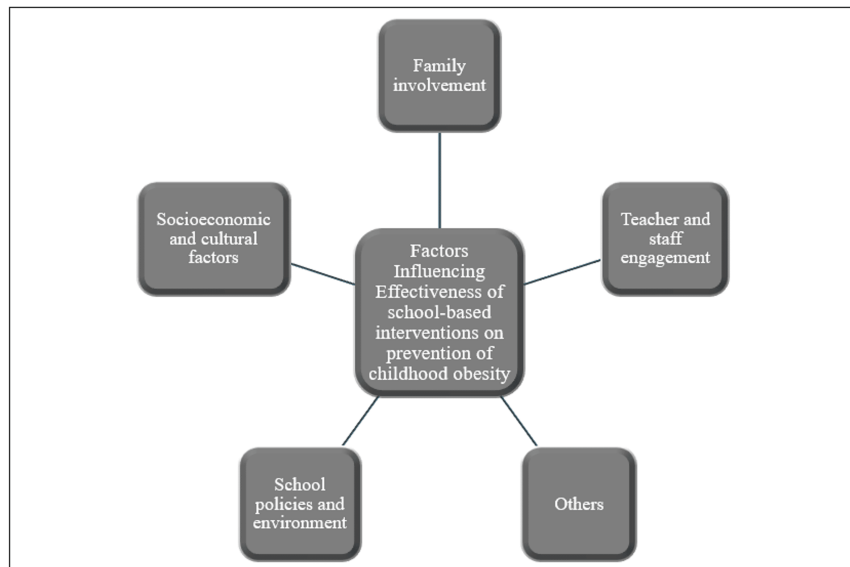 Family
involvement
Socioeconomic
and cultural
factors
Teacher and
staff
engagement
Factors
Influencing
Effectiveness of
school-based
interventions on
prevention of
childhood obesity
School
policies and
environment
Others